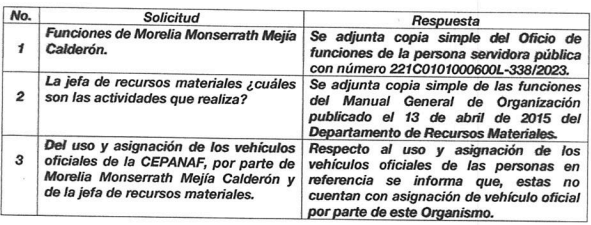 No. Solicitud Respuesta
1
Funciones de Morelia Monserrath Mejía
Calderón.
Se adjunta copia simple del Oficio de
funciones de la persona servidora pública
con número 221C0101000600L-338/2023.
2
La jefa de recursos materiales ¿cuáles
son las actividades que realiza?
Se adjunta copia simple de las funciones
del Manual General de Organización
publicado el 13 de abril de 2015 del
Departamento de Recursos Materiales.
3
Del uso y asignación de los vehículos
oficiales de la CEPANAF, por parte de
Morelia Monserrath Mejía Calderón y
de la jefa de recursos materiales.
Respecto al uso y asignación de los
vehículos oficiales de las personas en
referencia se informa que, estas no
cuentan con asignación de vehículo oficial
por parte de este Organismo.